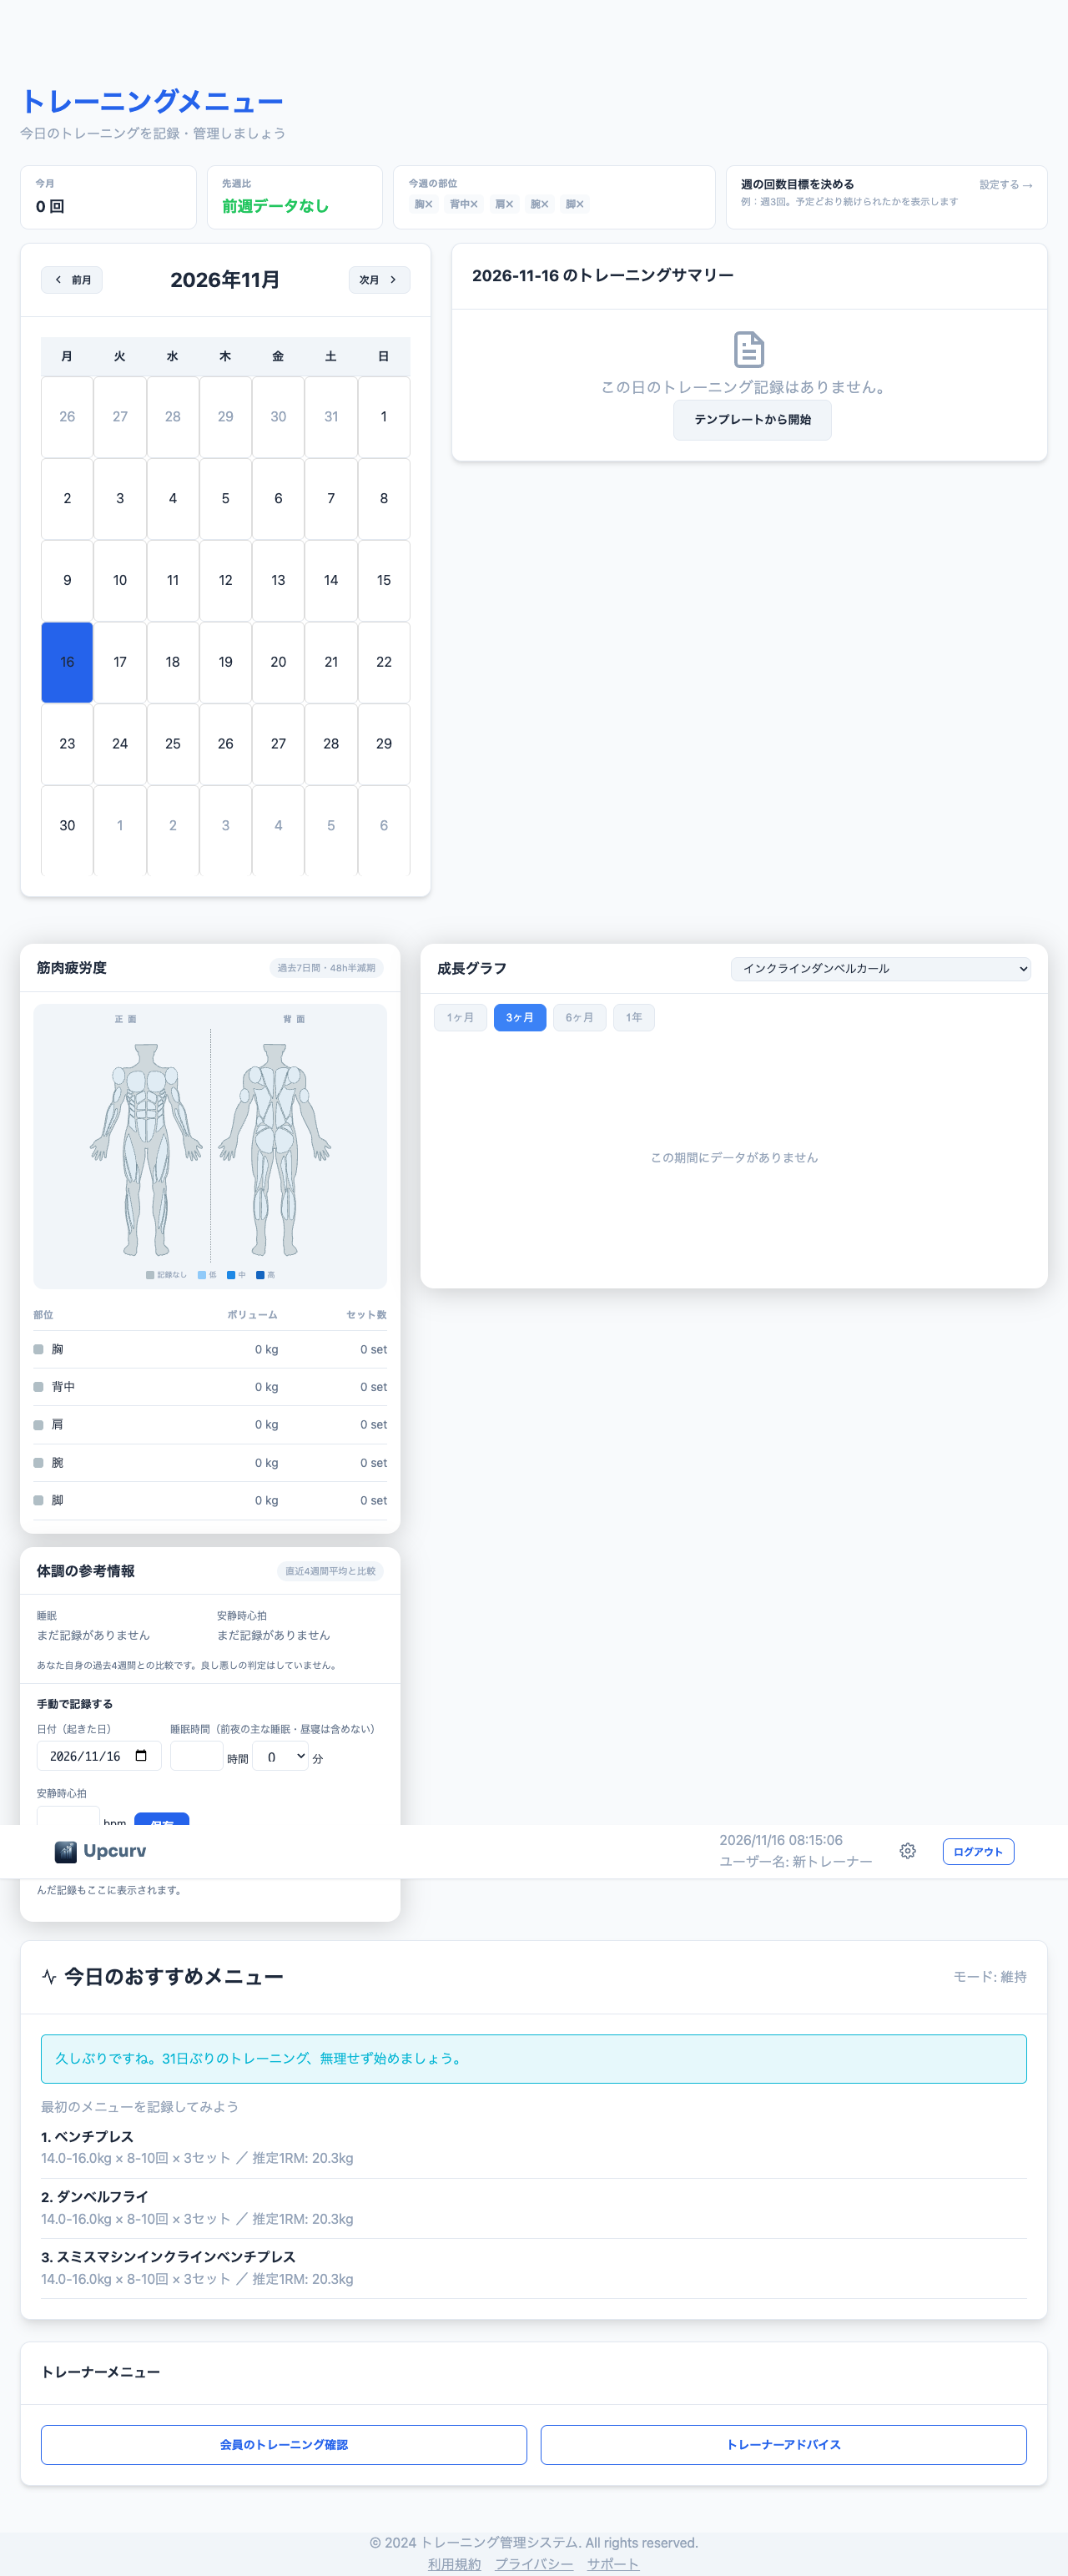 トレーニングメニュー
今日のトレーニングを記録・管理しましょう
今月
0 回
先週比
前週データなし
今週の部位
胸✕ 背中✕ 肩✕ 腕✕ 脚✕
週の回数目標を決める 設定する →
例：週3回。予定どおり続けられたかを表示します
前月 2026年11月 次月
月 火 水 木 金 土 日
26 27 28 29 30 31 1
2 3 4 5 6 7 8
9 10 11 12 13 14 15
16 17 18 19 20 21 22
23 24 25 26 27 28 29
30 1 2 3 4 5 6
2026-11-16 のトレーニングサマリー
この日のトレーニング記録はありません。
テンプレートから開始
筋肉疲労度 過去7日間・48h半減期
正面 背面
記録なし 低 中 高
部位 ボリューム セット数
胸 0 kg 0 set
背中 0 kg 0 set
肩 0 kg 0 set
腕 0 kg 0 set
脚 0 kg 0 set
成長グラフ インクラインダンベルカール
1ヶ月 3ヶ月 6ヶ月 1年
この期間にデータがありません
体調の参考情報 直近4週間平均と比較
睡眠 安静時心拍
まだ記録がありません まだ記録がありません
あなた自身の過去4週間との比較です。良し悪しの判定はしていません。
手動で記録する
日付（起きた日） 睡眠時間（前夜の主な睡眠・昼寝は含めない）
2026/11/16 時間 0 分
安静時心拍
bpm 保存
Upcurv
2026/11/16 08:15:06
ユーザー名: 新トレーナー
ログアウト
んだ記録もここに表示されます。
今日のおすすめメニュー モード: 維持
久しぶりですね。31日ぶりのトレーニング、無理せず始めましょう。
最初のメニューを記録してみよう
1. ベンチプレス
14.0-16.0kg × 8-10回 × 3セット ／ 推定1RM: 20.3kg
2. ダンベルフライ
14.0-16.0kg × 8-10回 × 3セット ／ 推定1RM: 20.3kg
3. スミスマシンインクラインベンチプレス
14.0-16.0kg × 8-10回 × 3セット ／ 推定1RM: 20.3kg
トレーナーメニュー
会員のトレーニング確認 トレーナーアドバイス
© 2024 トレーニング管理システム. All rights reserved.
利用規約 プライバシー サポート